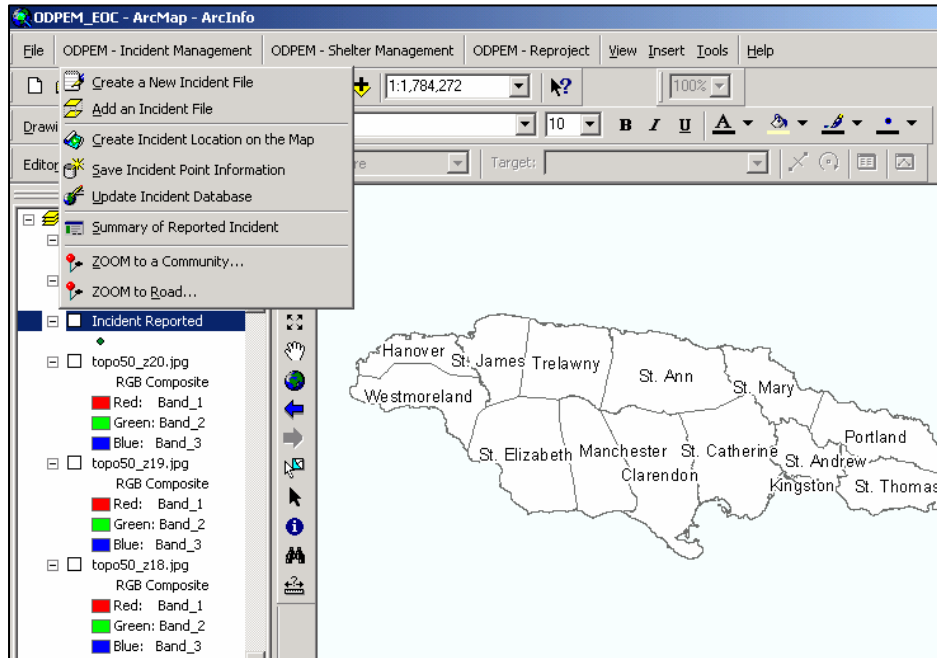 ODPEM_EOC - ArcMap - ArcInfo
File ODPEM - Incident Management ODPEM - Shelter Management ODPEM - Reproject View Insert Tools Help
1:1,784,272 100%
Create a New Incident File
Add an Incident File
Create Incident Location on the Map
Save Incident Point Information
Update Incident Database
Summary of Reported Incident
ZOOM to a Community...
ZOOM to Road...
Drawi 10 B I U A
Editor Target:
Incident Reported
topo50_z20.jpg
RGB Composite
Red: Band_1
Green: Band_2
Blue: Band_3
topo50_z19.jpg
RGB Composite
Red: Band_1
Green: Band_2
Blue: Band_3
topo50_z18.jpg
RGB Composite
Red: Band_1
Green: Band_2
Blue: Band_3
Hanover St. James Trelawny
St. Ann
St. Mary
Westmoreland
Portland
St. Elizabeth Manchester St. Catherine St. Andrew
Clarendon
Kingston St. Thomas